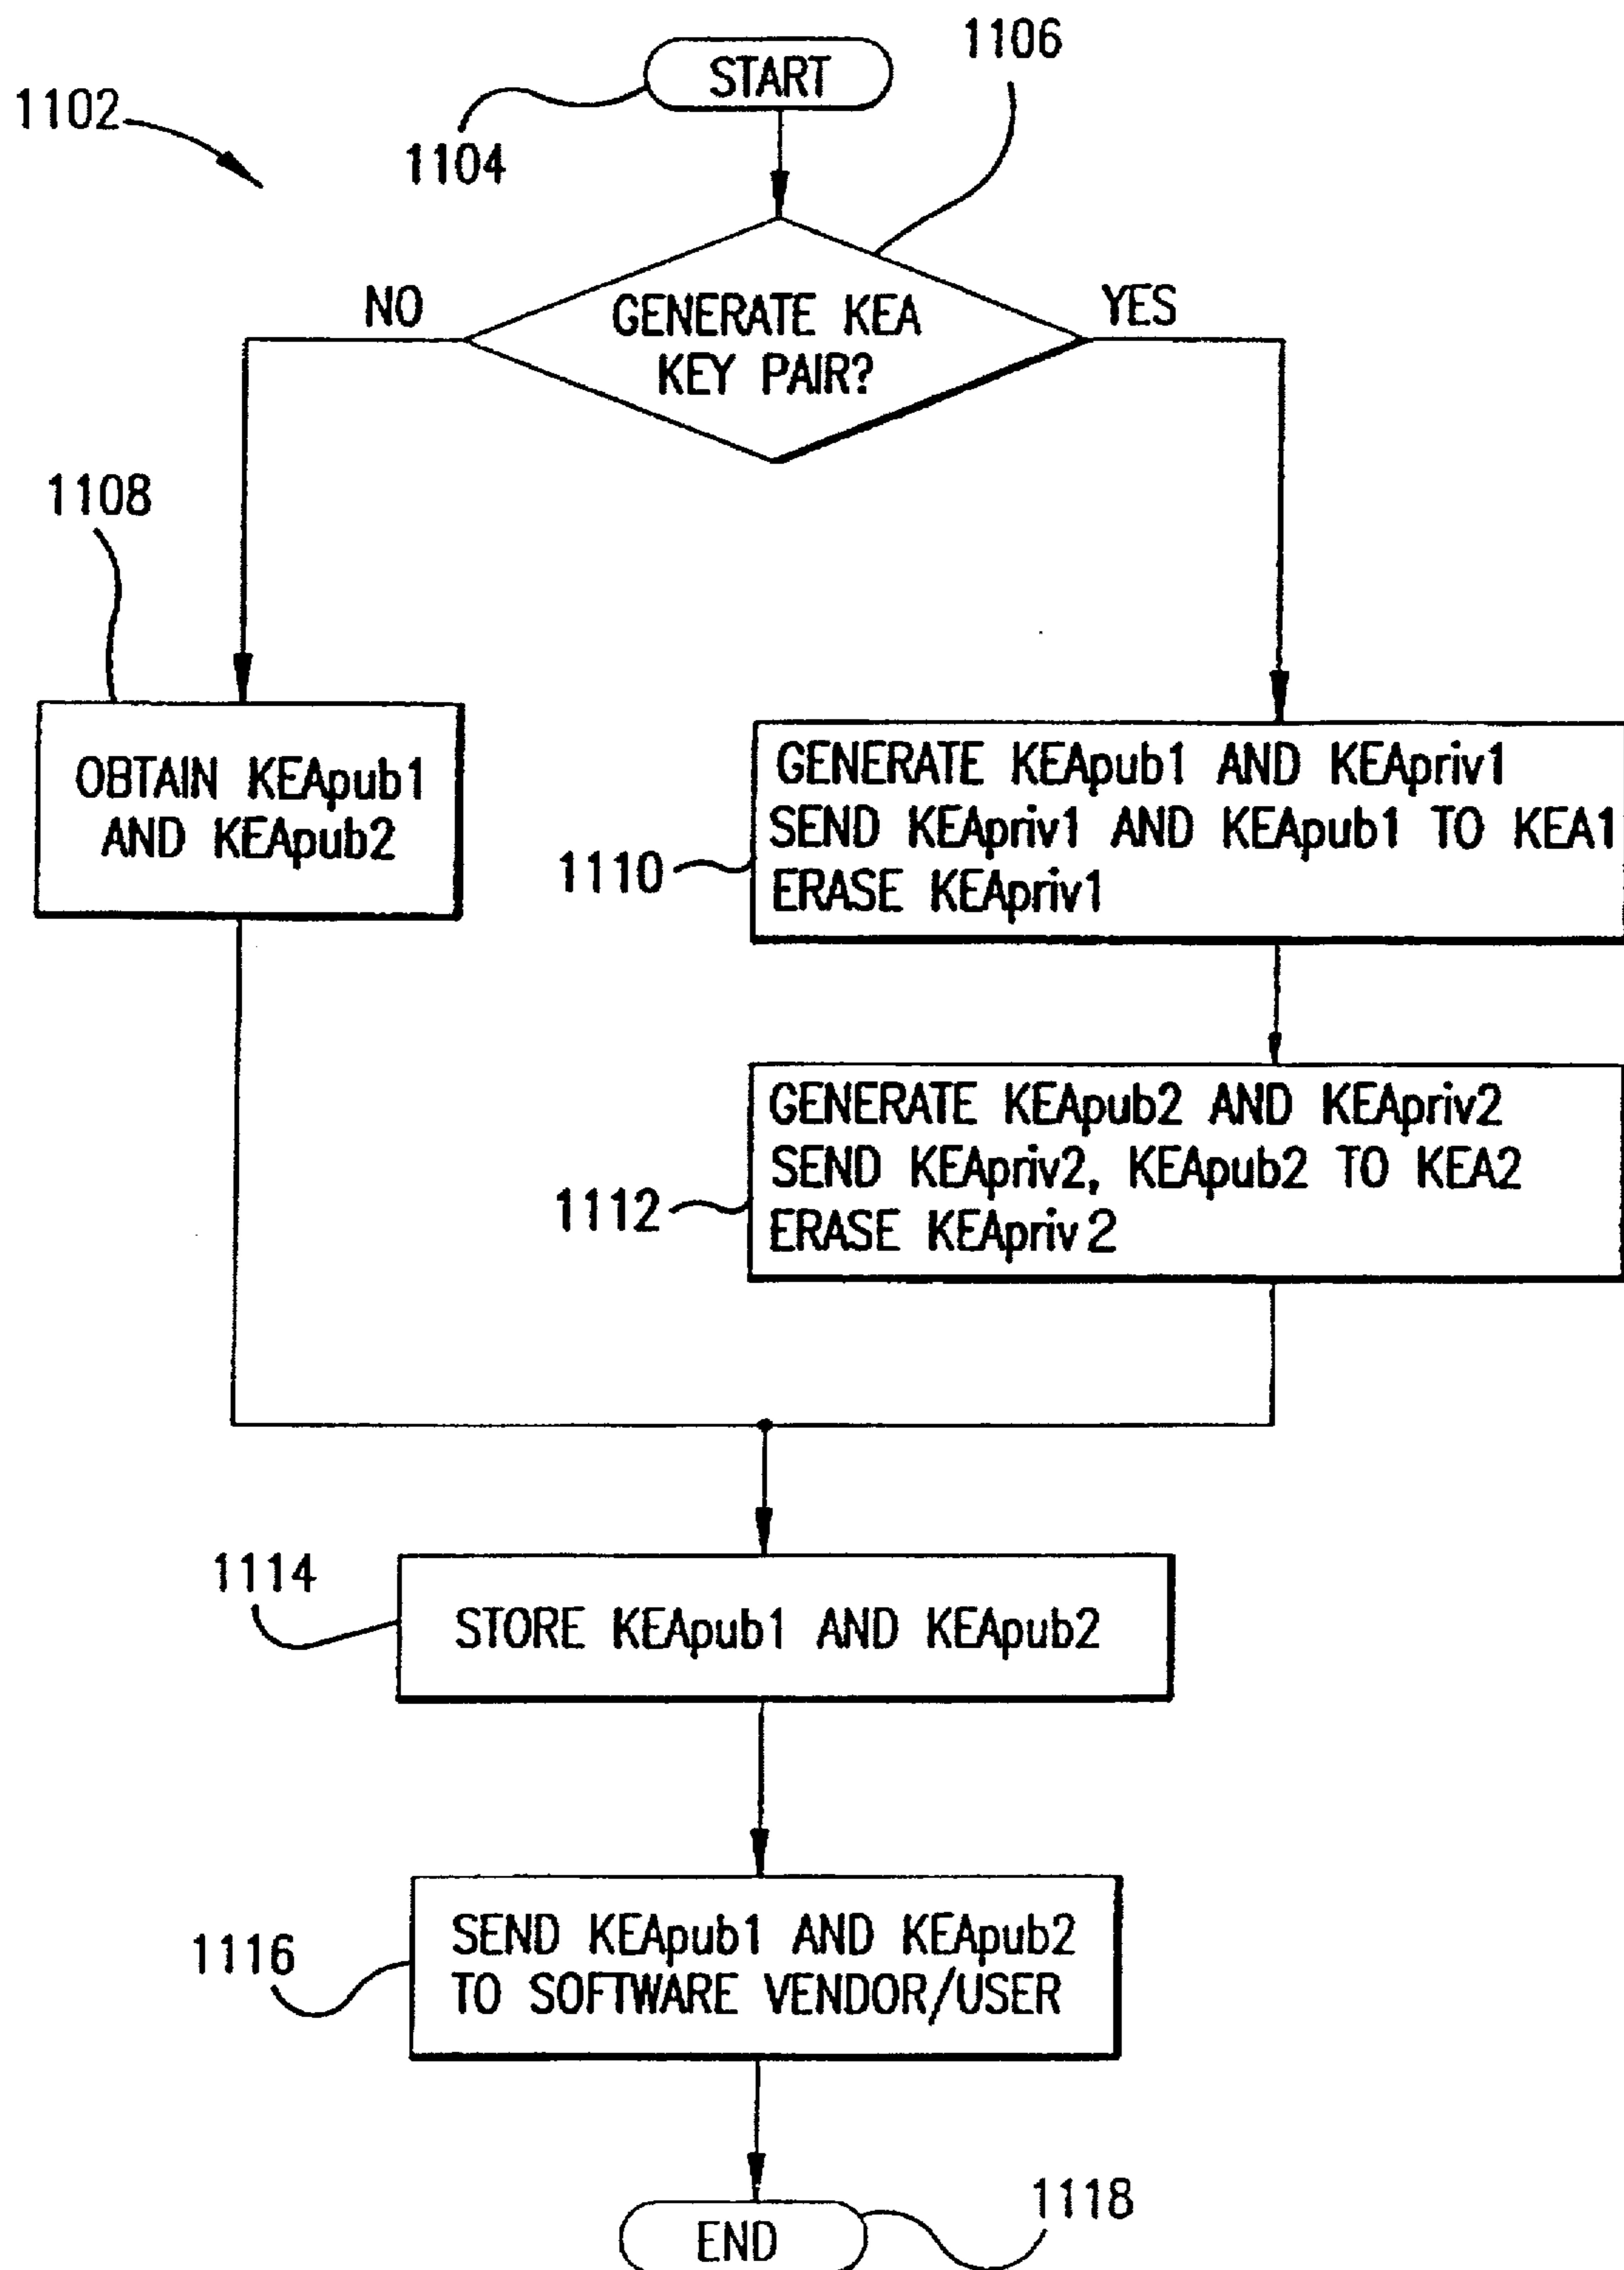 1106
START
1102
1104
NO
YES
GENERATE KEA
KEY PAIR?
1108
OBTAIN KEApub1
AND KEApub2
GENERATE KEApub1 AND KEApriv1
SEND KEApriv1 AND KEApub1 TO KEA1
ERASE KEApriv1
1110
GENERATE KEApub2 AND KEApriv2
SEND KEApriv2, KEApub2 TO KEA2
ERASE KEApriv2
1112
1114
STORE KEApub1 AND KEApub2
SEND KEApub1 AND KEApub2
TO SOFTWARE VENDOR/USER
1116
1118
END